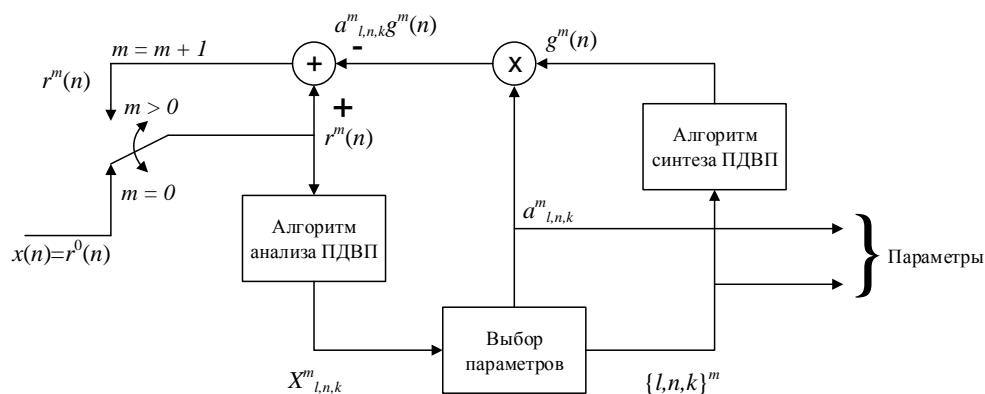 a^m_{l,n,k}g^m(n)
-
g^m(n)
m = m + 1
+
X
r^m(n)
m > 0
+
r^m(n)
Алгоритм
синтеза ПДВП
m = 0
Алгоритм
анализа ПДВП
a^m_{l,n,k}
x(n)=r^0(n)
} Параметры
Выбор
параметров
X^m_{l,n,k}
{l,n,k}^m